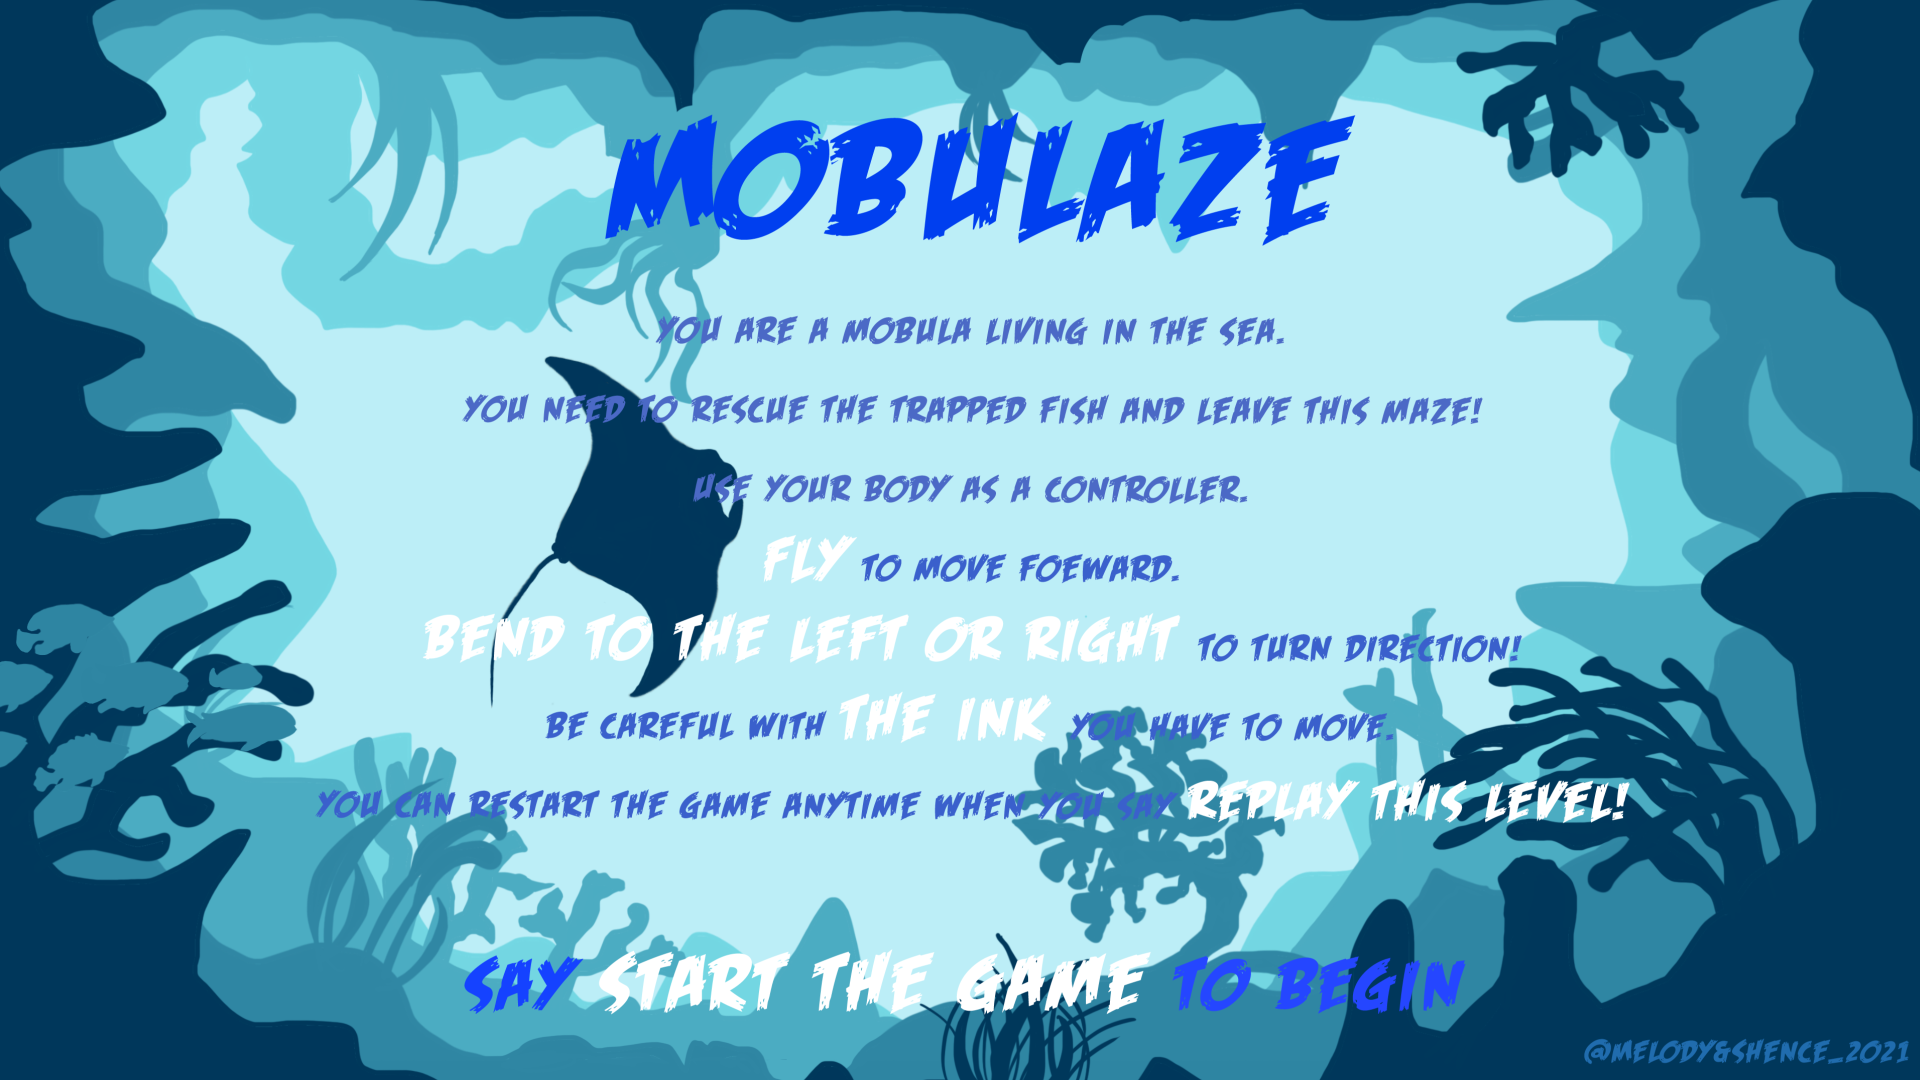 MOBULAZE
YOU ARE A MOBULA LIVING IN THE SEA.
YOU NEED TO RESCUE THE TRAPPED FISH AND LEAVE THIS MAZE!
USE YOUR BODY AS A CONTROLLER.
FLY TO MOVE FOEWARD.
BEND TO THE LEFT OR RIGHT TO TURN DIRECTION!
BE CAREFUL WITH THE INK YOU HAVE TO MOVE.
YOU CAN RESTART THE GAME ANYTIME WHEN YOU SAY REPLAY THIS LEVEL!
SAY START THE GAME TO BEGIN
@MELODY&SHENCE_2021